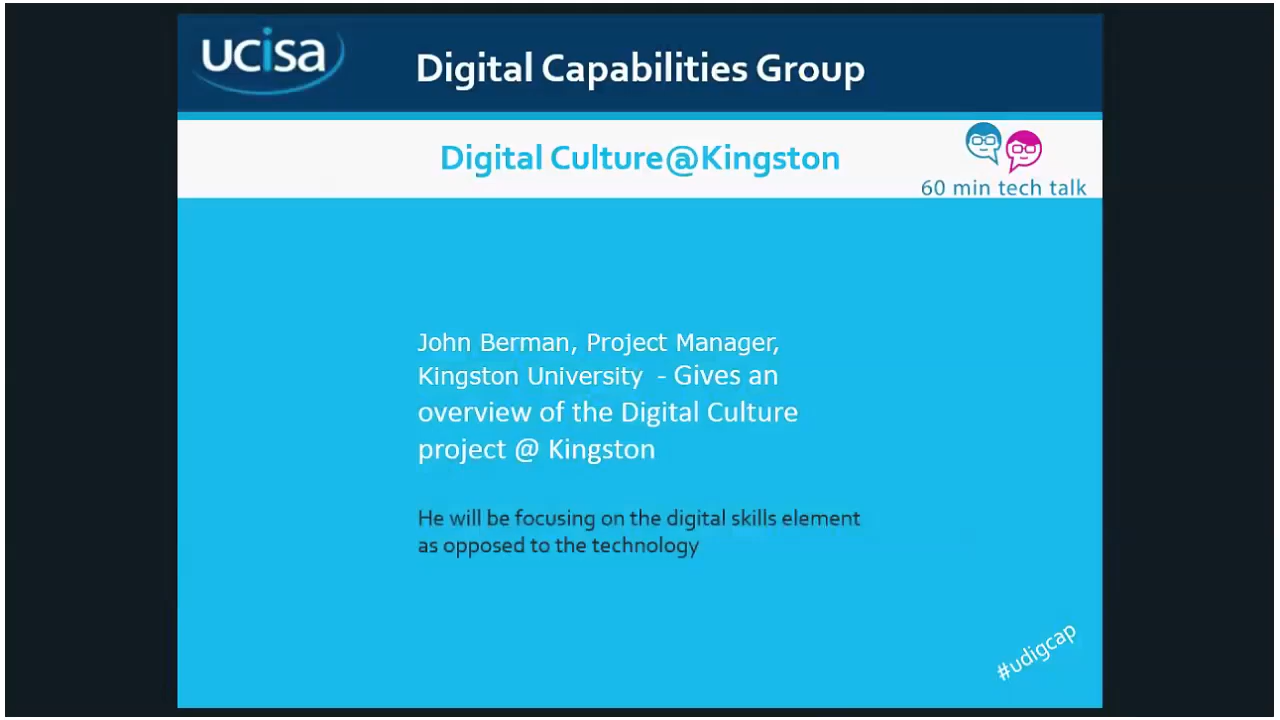 ucisa
Digital Capabilities Group
Digital Culture@Kingston
60 min tech talk
John Berman, Project Manager,
Kingston University - Gives an
overview of the Digital Culture
project @ Kingston
He will be focusing on the digital skills element
as opposed to the technology
#udigcap